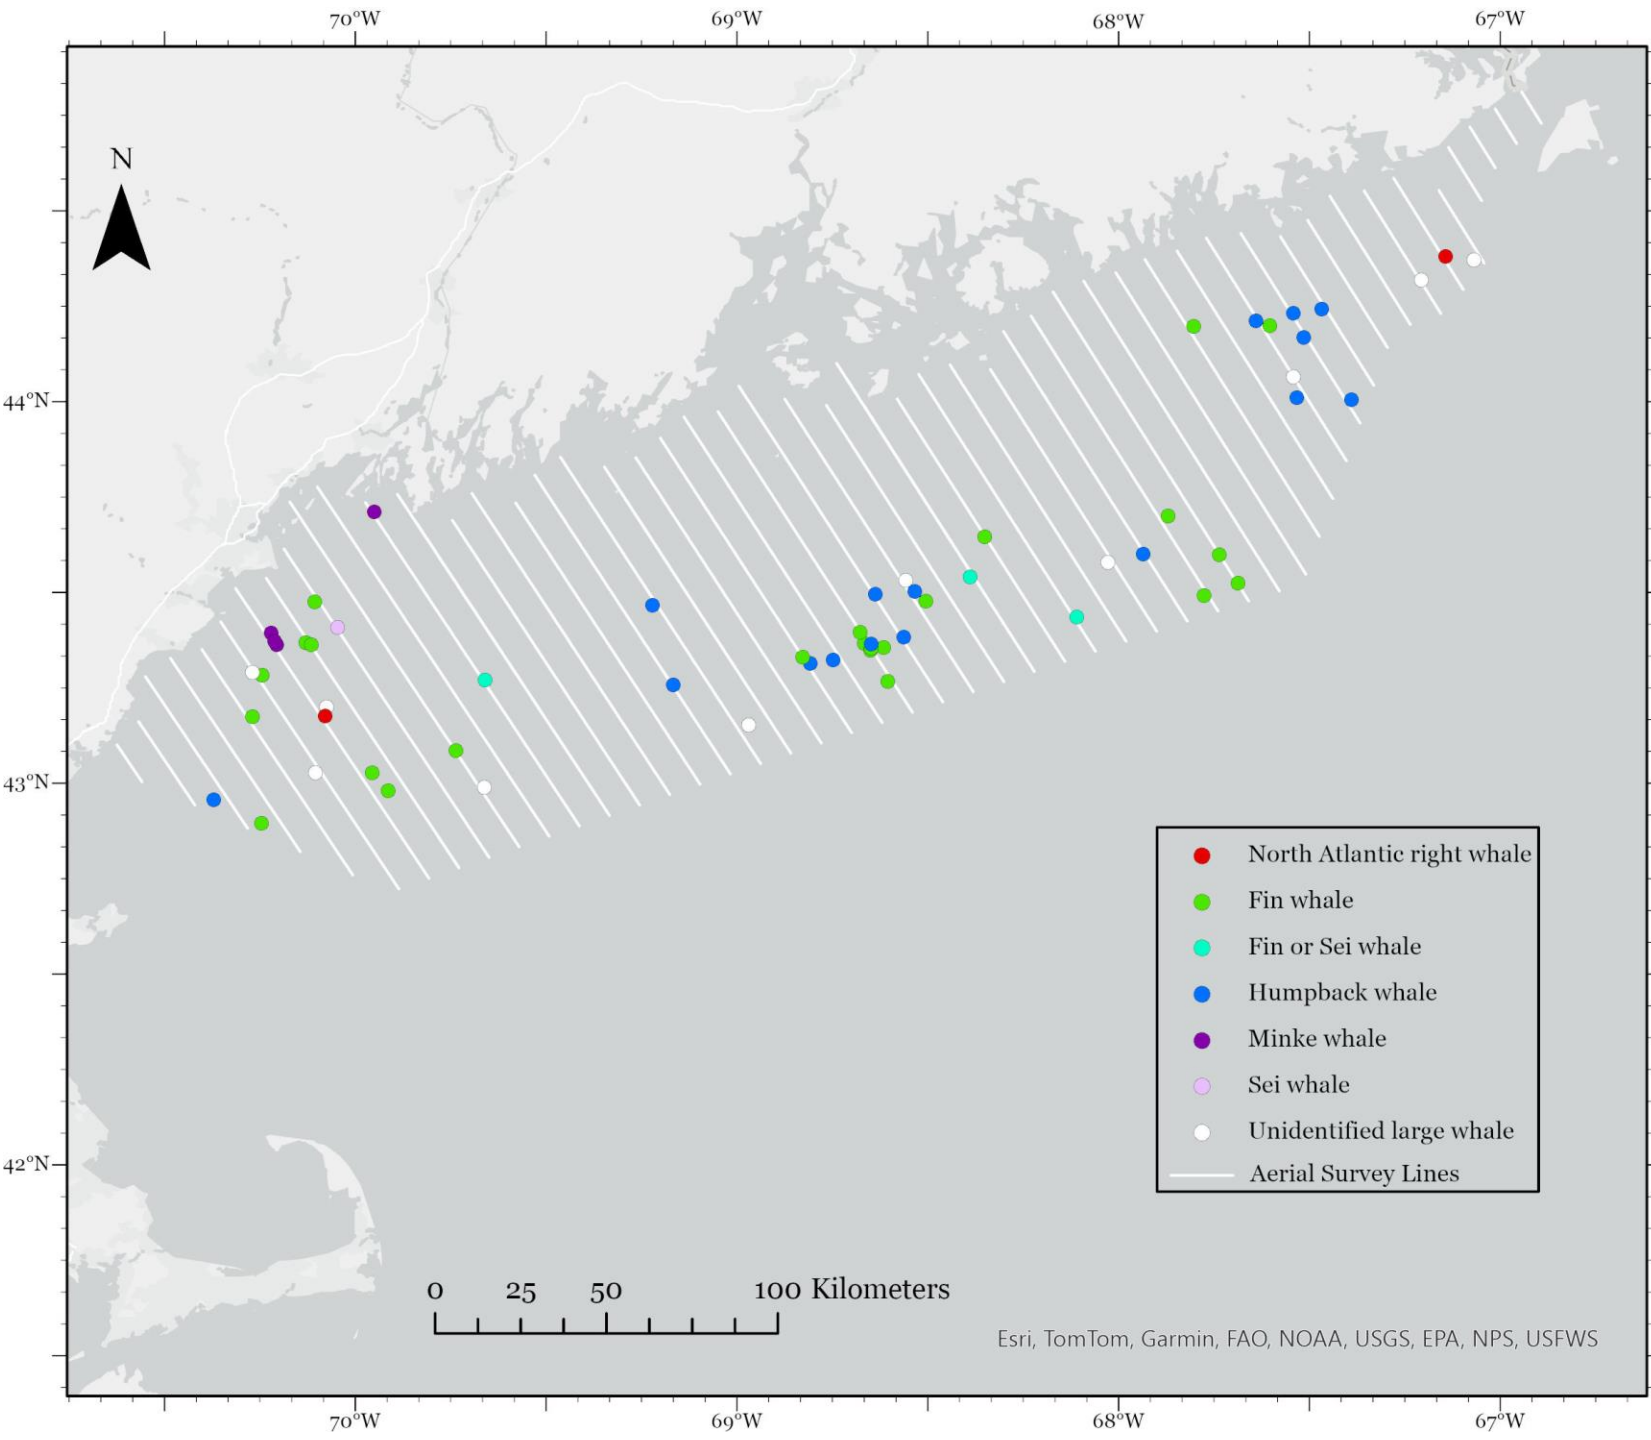 70°W 69°W 68°W 67°W
N
44°N
43°N
North Atlantic right whale
Fin whale
Fin or Sei whale
Humpback whale
Minke whale
Sei whale
Unidentified large whale
Aerial Survey Lines
42°N
0 25 50 100 Kilometers
Esri, TomTom, Garmin, FAO, NOAA, USGS, EPA, NPS, USFWS
70°W 69°W 68°W 67°W